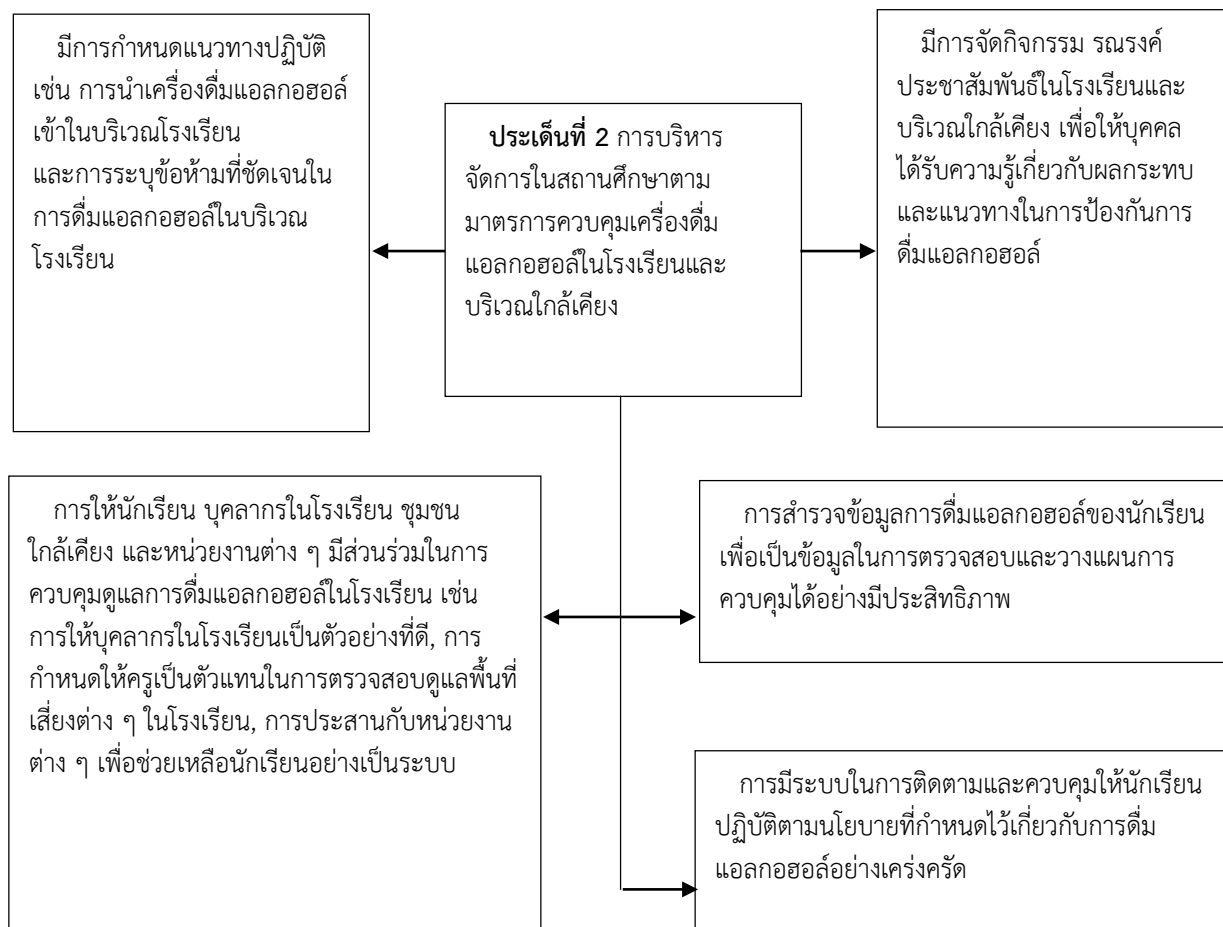 มีการกำหนดแนวทางปฏิบัติ
เช่น การนำเครื่องดื่มแอลกอฮอล์
เข้าในบริเวณโรงเรียน
และการระบุข้อห้ามที่ชัดเจนใน
การดื่มแอลกอฮอล์ในบริเวณ
โรงเรียน
ประเด็นที่ 2 การบริหาร
จัดการในสถานศึกษาตาม
มาตรการควบคุมเครื่องดื่ม
แอลกอฮอล์ในโรงเรียนและ
บริเวณใกล้เคียง
มีการจัดกิจกรรม รณรงค์
ประชาสัมพันธ์ในโรงเรียนและ
บริเวณใกล้เคียง เพื่อให้บุคคล
ได้รับความรู้เกี่ยวกับผลกระทบ
และแนวทางในการป้องกันการ
ดื่มแอลกอฮอล์
การให้นักเรียน บุคลากรในโรงเรียน ชุมชน
ใกล้เคียง และหน่วยงานต่าง ๆ มีส่วนร่วมในการ
ควบคุมดูแลการดื่มแอลกอฮอล์ในโรงเรียน เช่น
การให้บุคลากรในโรงเรียนเป็นตัวอย่างที่ดี, การ
กำหนดให้ครูเป็นตัวแทนในการตรวจสอบดูแลพื้นที่
เสี่ยงต่าง ๆ ในโรงเรียน, การประสานกับหน่วยงาน
ต่าง ๆ เพื่อช่วยเหลือนักเรียนอย่างเป็นระบบ
การสำรวจข้อมูลการดื่มแอลกอฮอล์ของนักเรียน
เพื่อเป็นข้อมูลในการตรวจสอบและวางแผนการ
ควบคุมได้อย่างมีประสิทธิภาพ
การมีระบบในการติดตามและควบคุมให้นักเรียน
ปฏิบัติตามนโยบายที่กำหนดไว้เกี่ยวกับการดื่ม
แอลกอฮอล์อย่างเคร่งครัด